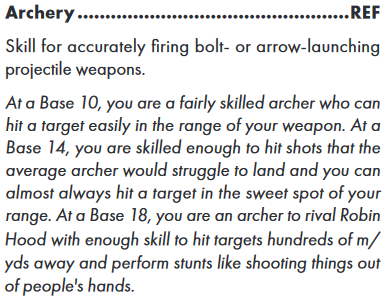 Archery ................................................REF
Skill for accurately firing bolt- or arrow-launching
projectile weapons.
At a Base 10, you are a fairly skilled archer who can
hit a target easily in the range of your weapon. At a
Base 14, you are skilled enough to hit shots that the
average archer would struggle to land and you can
almost always hit a target in the sweet spot of your
range. At a Base 18, you are an archer to rival Robin
Hood with enough skill to hit targets hundreds of m/
yds away and perform stunts like shooting things out
of people's hands.